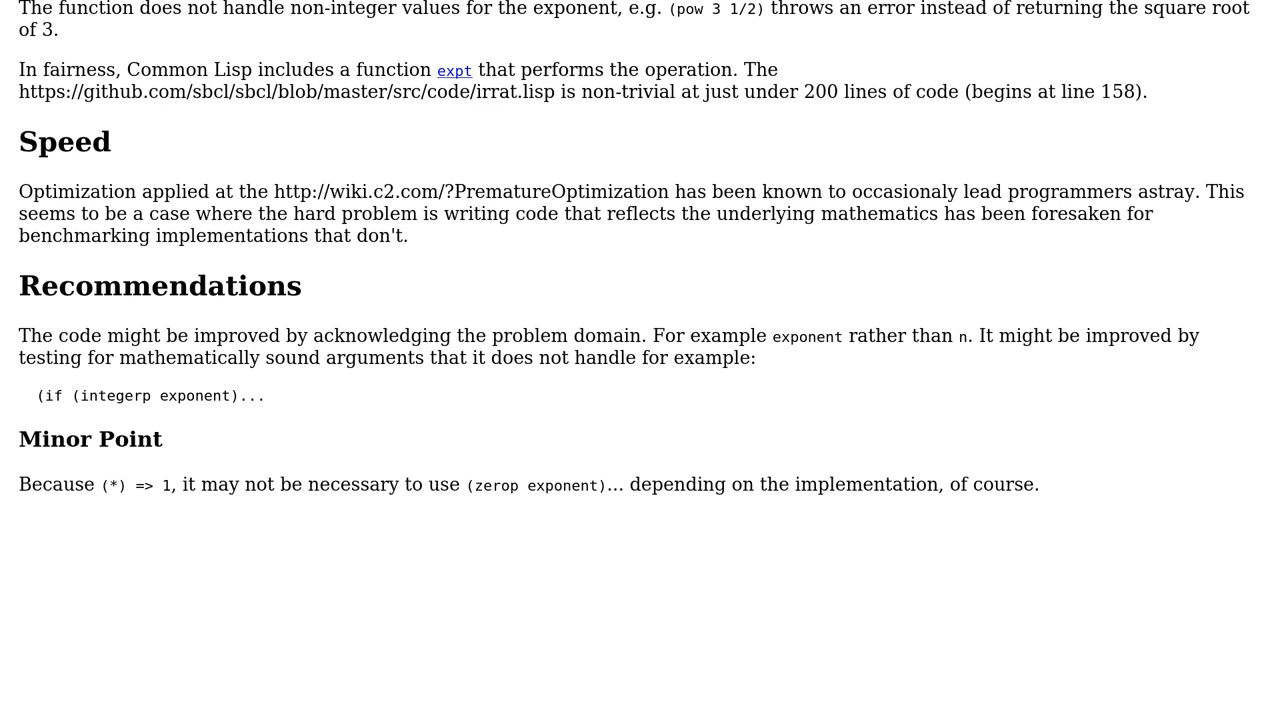 The function does not handle non-integer values for the exponent, e.g. (pow 3 1/2) throws an error instead of returning the square root
of 3.
In fairness, Common Lisp includes a function expt that performs the operation. The
https://github.com/sbcl/sbcl/blob/master/src/code/irrat.lisp is non-trivial at just under 200 lines of code (begins at line 158).
Speed
Optimization applied at the http://wiki.c2.com/?PrematureOptimization has been known to occasionaly lead programmers astray. This
seems to be a case where the hard problem is writing code that reflects the underlying mathematics has been foresaken for
benchmarking implementations that don't.
Recommendations
The code might be improved by acknowledging the problem domain. For example exponent rather than n. It might be improved by
testing for mathematically sound arguments that it does not handle for example:
(if (integerp exponent)...
Minor Point
Because (*) => 1, it may not be necessary to use (zerop exponent)... depending on the implementation, of course.